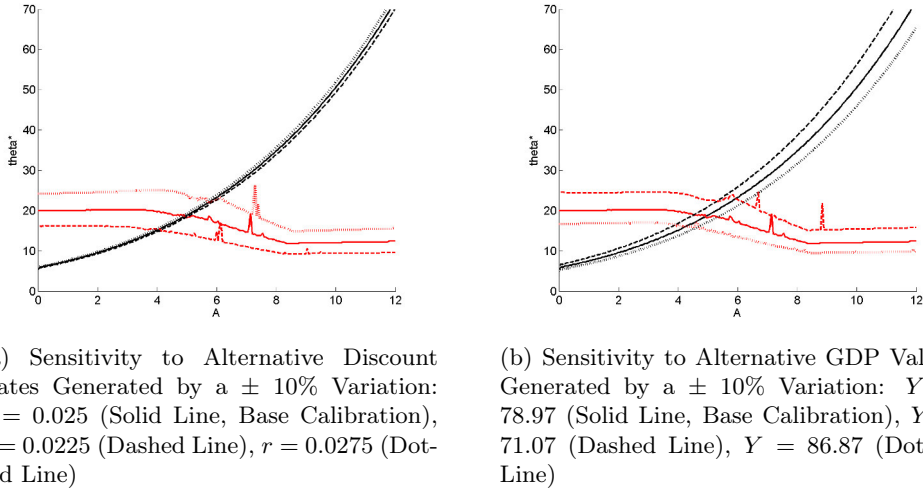 70
60
50
40
30
20
10
0
theta*
0 2 4 6 8 10 12
A
70
60
50
40
30
20
10
0
theta*
0 2 4 6 8 10 12
A
) Sensitivity to Alternative Discount
ates Generated by a ± 10% Variation:
= 0.025 (Solid Line, Base Calibration),
= 0.0225 (Dashed Line), r = 0.0275 (Dot-
d Line)
(b) Sensitivity to Alternative GDP Val
Generated by a ± 10% Variation: Y
78.97 (Solid Line, Base Calibration), Y
71.07 (Dashed Line), Y = 86.87 (Dot
Line)